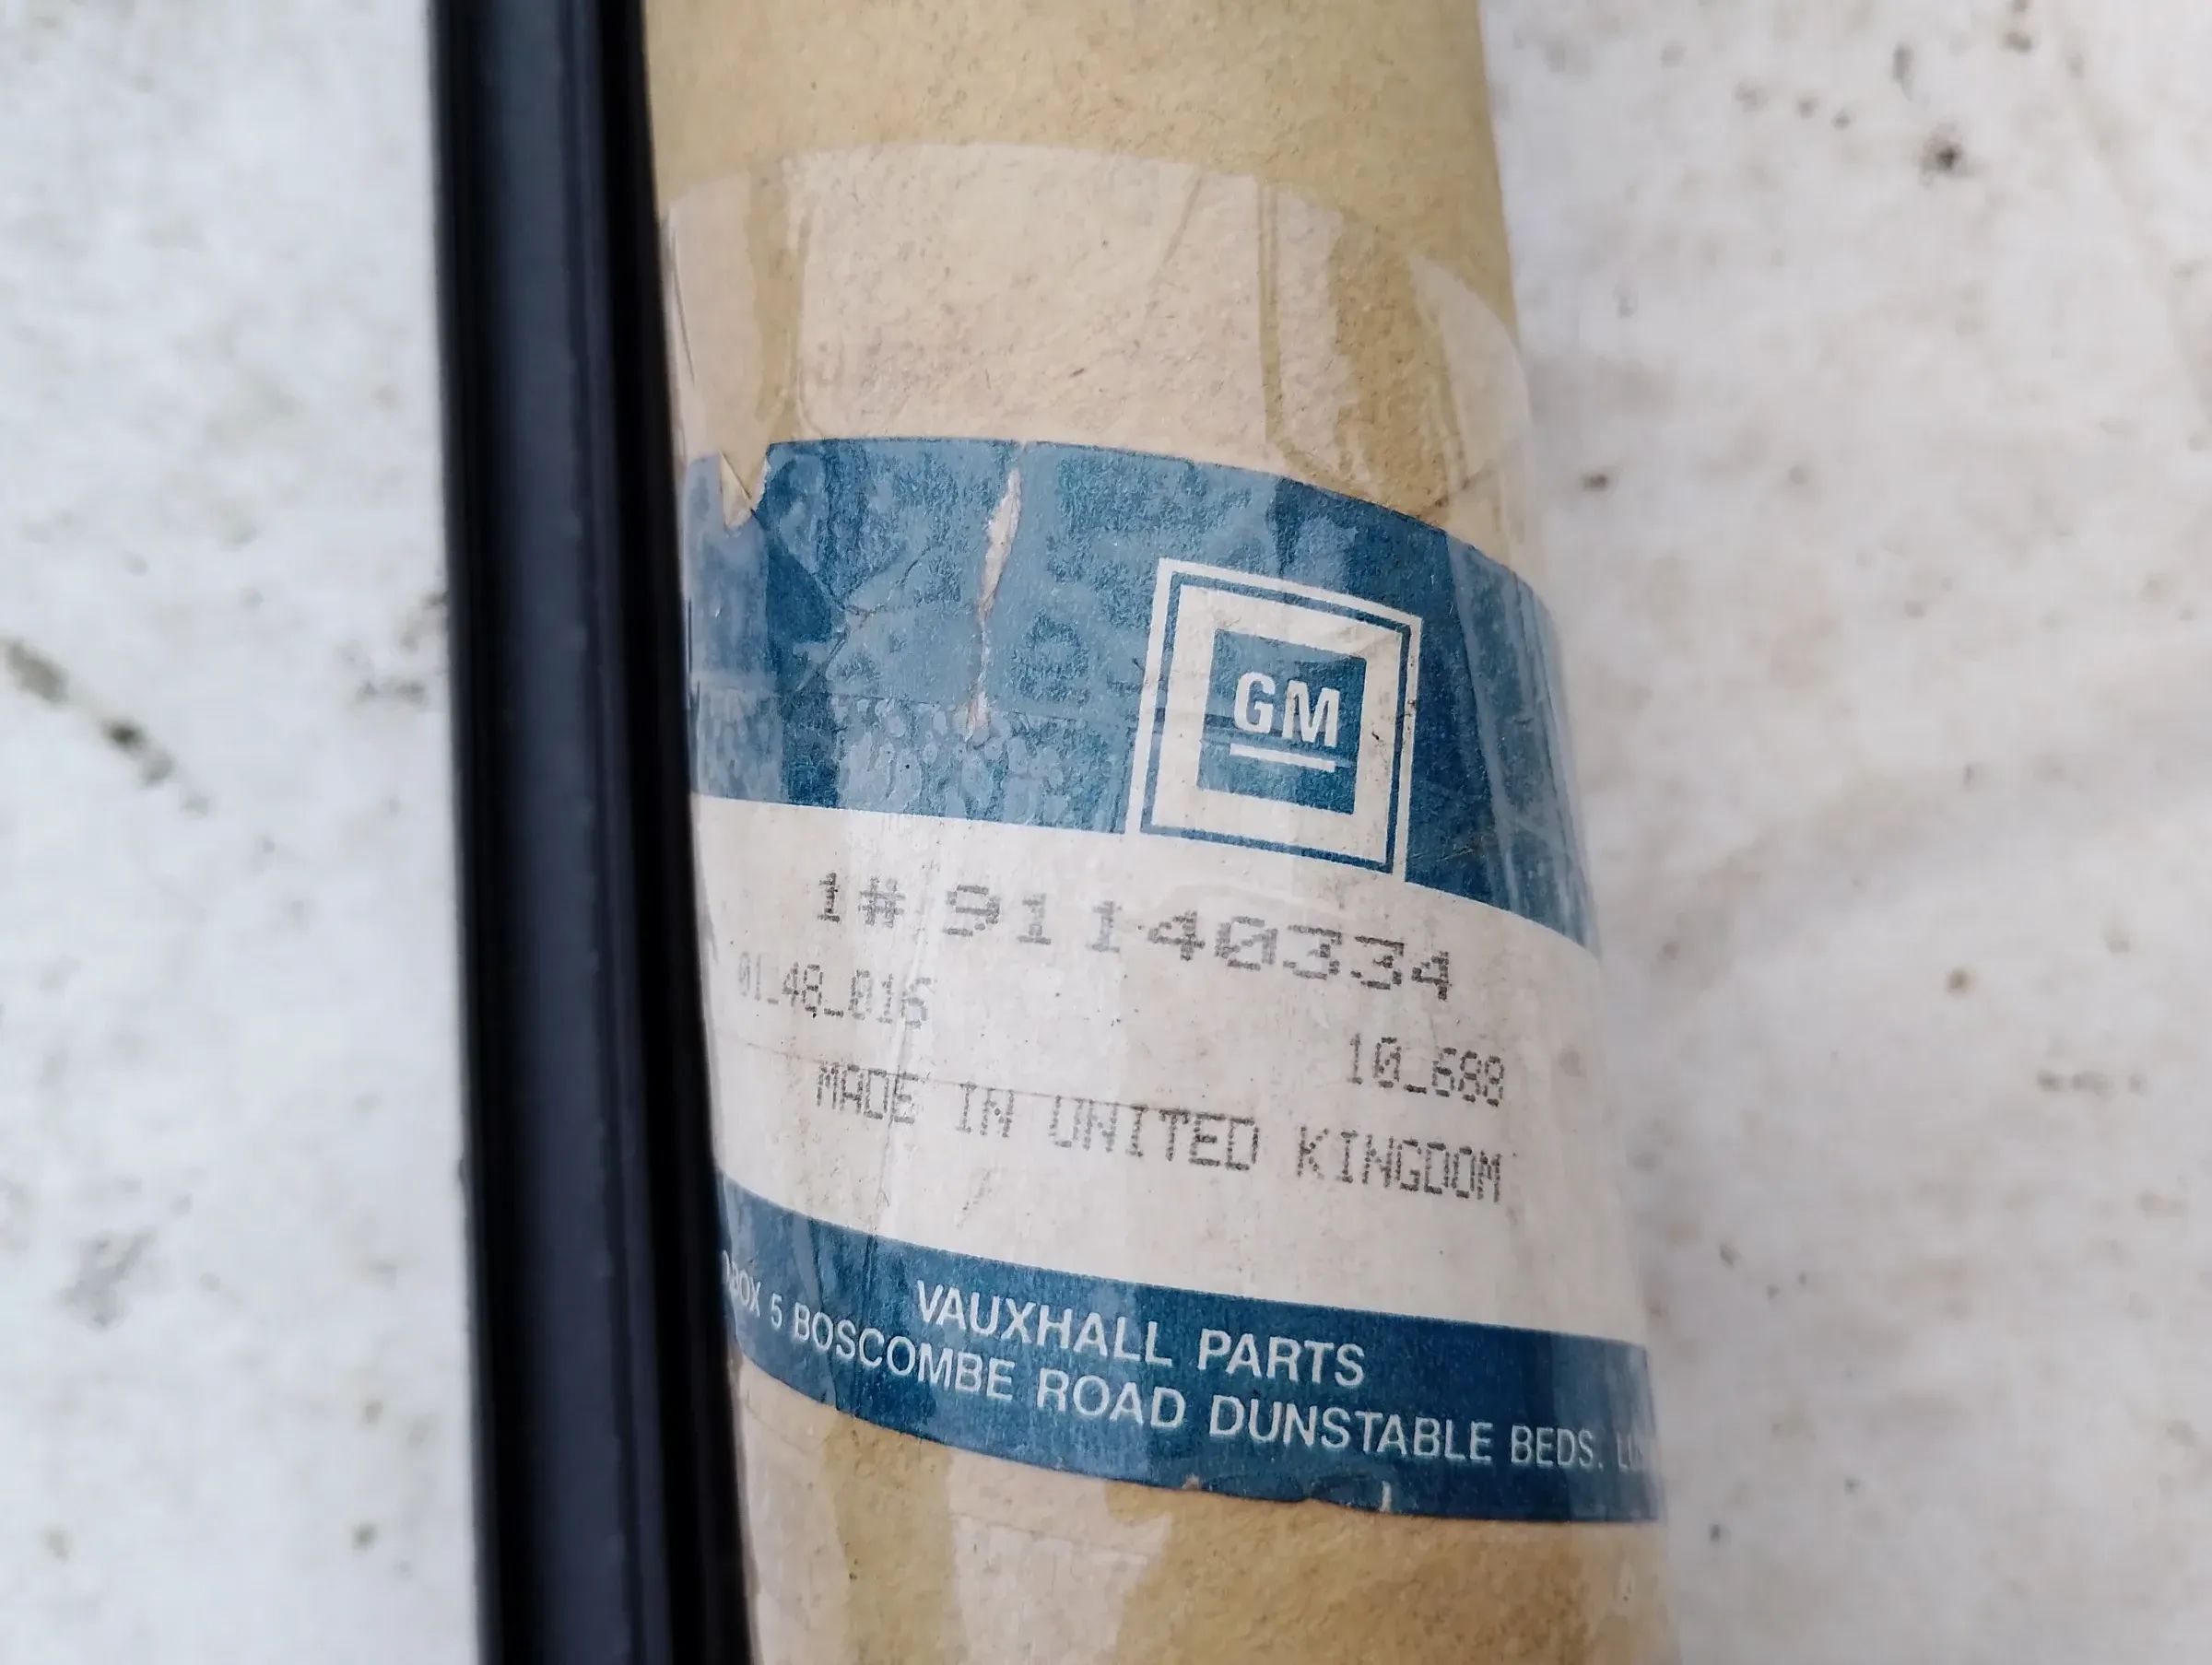 GM
1# 91140334
01_48_016
10_688
MADE IN UNITED KINGDOM
VAUXHALL PARTS
BOX 5 BOSCOMBE ROAD DUNSTABLE BEDS.